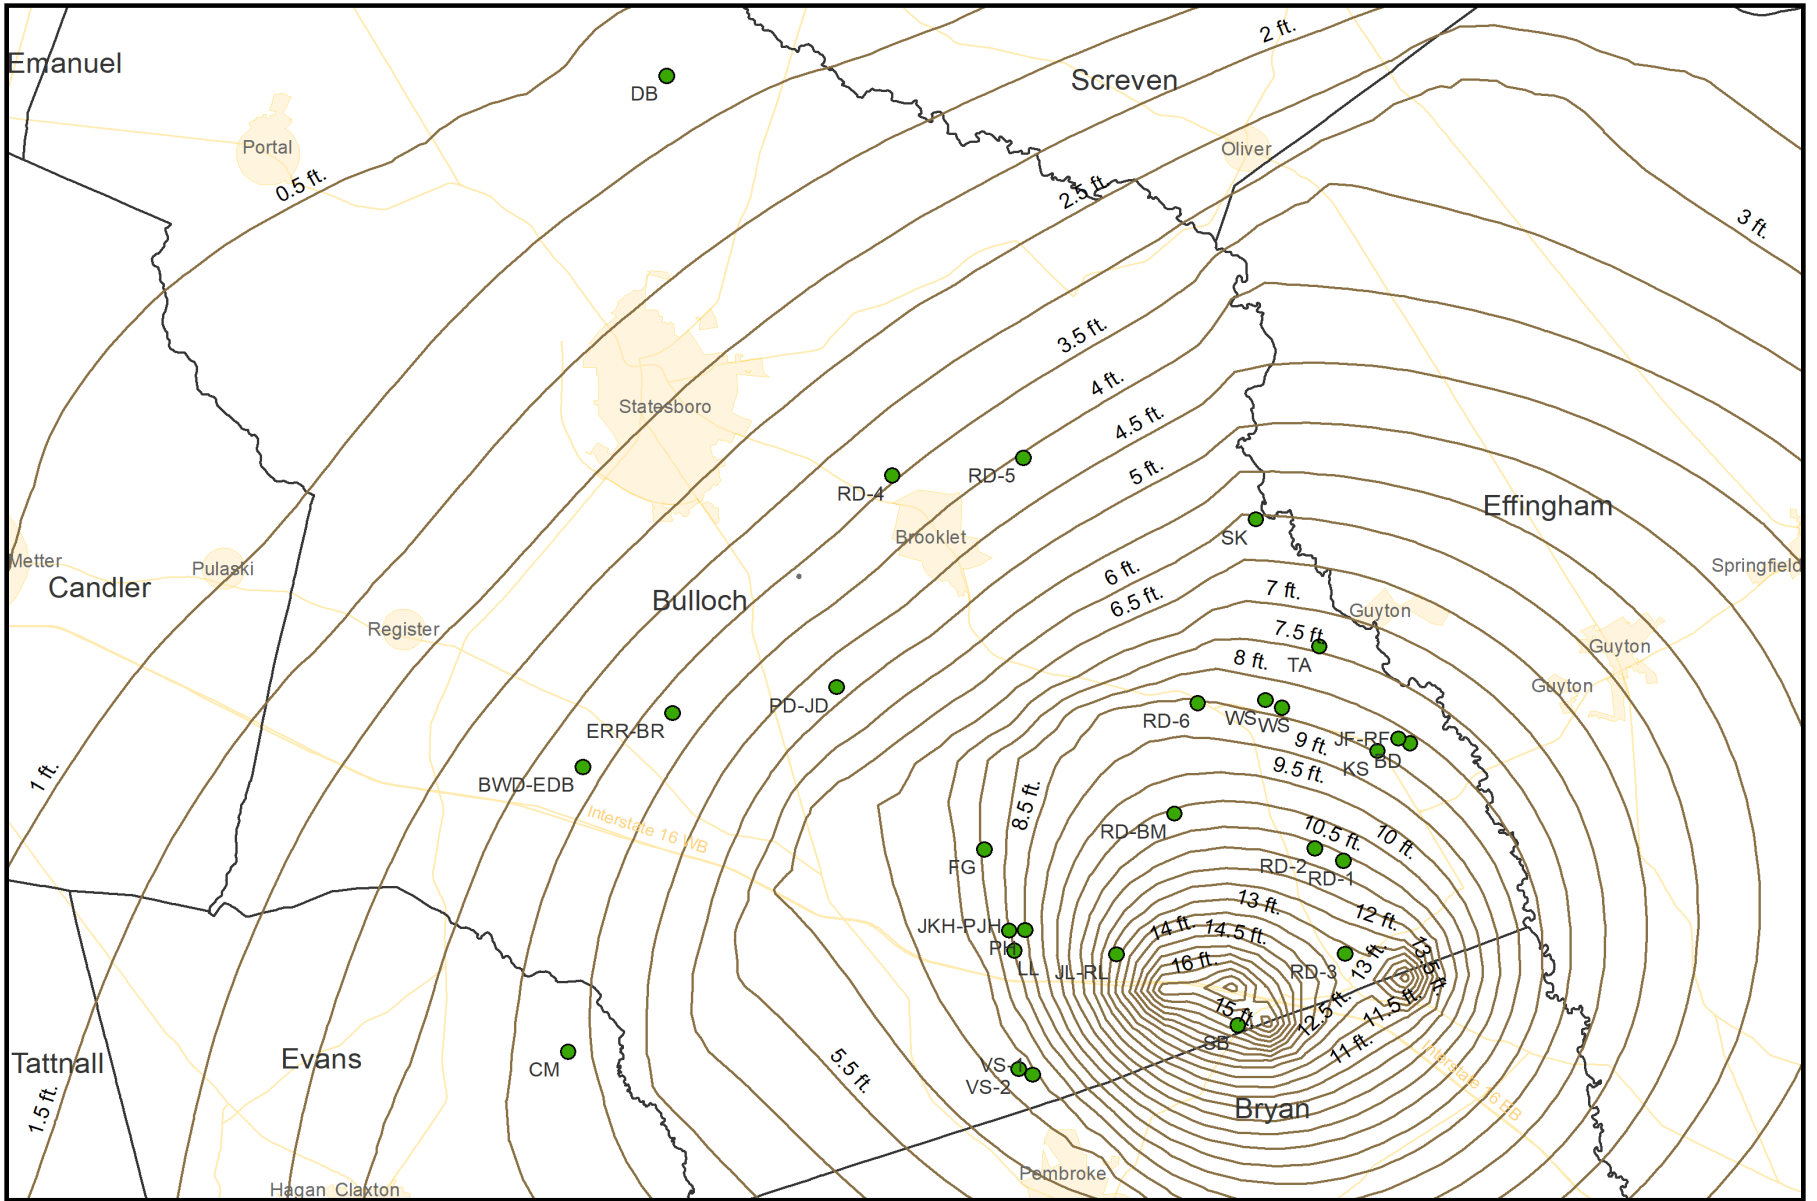 2 ft.
Emanuel
Screven
DB
Portal
Oliver
0.5 ft.
2.5 ft.
3 ft.
3.5 ft.
4 ft.
Statesboro
4.5 ft.
5 ft.
RD-4
RD-5
Effingham
Brooklet
SK
Metter
Pulaski
Springfield
Candler
6 ft.
7 ft.
Bulloch
6.5 ft.
Guyton
Register
7.5 ft.
Guyton
8 ft.
TA
Guyton
PD-JD
RD-6
WS
WS
ERR-BR
9 ft.
JF-RF
KS
BD
1 ft.
9.5 ft.
BWD-EDB
8.5 ft.
Interstate 16 WB
RD-BM
10.5 ft.
10 ft.
FG
RD-2
RD-1
13 ft.
12 ft.
JKH-PJH
14 ft.
14.5 ft.
PH
13 ft.
13.5 ft.
LL
JL-RL
16 ft.
RD-3
15 ft.
12.5 ft.
11.5 ft.
SB
11 ft.
Tattnall
Evans
CM
5.5 ft.
VS-1
VS-2
Interstate 16 EB
1.5 ft.
Bryan
Pembroke
Hagan
Claxton